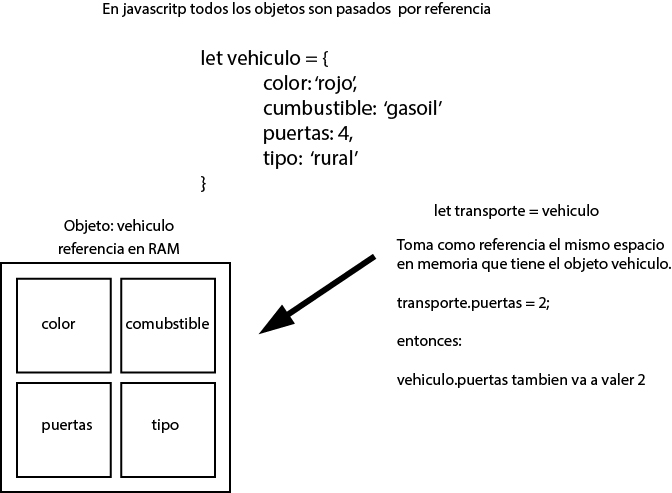 En javascritp todos los objetos son pasados por referencia
let vehiculo = {
color: 'rojo',
cumbustible: 'gasoil'
puertas: 4,
tipo: 'rural'
}
Objeto: vehiculo
referencia en RAM
color
comubstible
puertas
tipo
let transporte = vehiculo
Toma como referencia el mismo espacio
en memoria que tiene el objeto vehiculo.
transporte.puertas = 2;
entonces:
vehiculo.puertas tambien va a valer 2